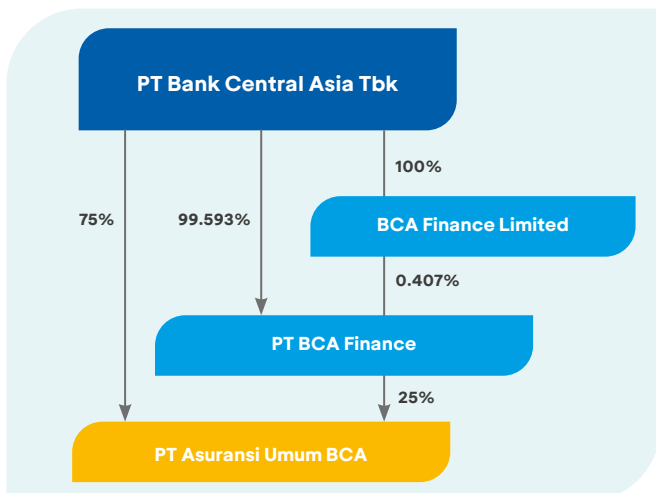 PT Bank Central Asia Tbk
100%
75%
99.593%
BCA Finance Limited
0.407%
PT BCA Finance
25%
PT Asuransi Umum BCA